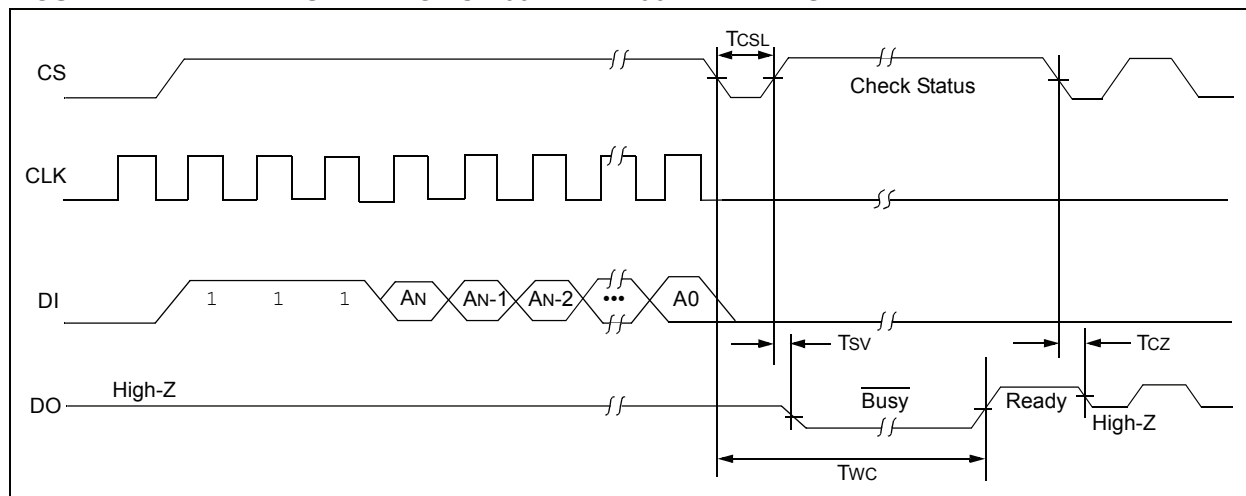 TCSL
CS
Check Status
CLK
DI
1 1 1 AN AN-1 AN-2 ••• A0
TSV
TCZ
High-Z
DO
Busy
Ready
High-Z
TWC